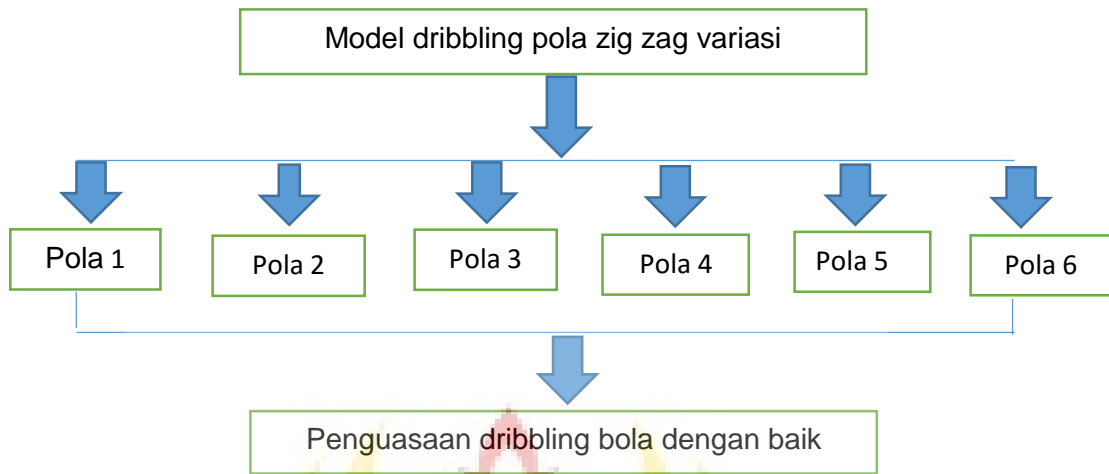 Model dribbling pola zig zag variasi
Pola 1
Pola 2
Pola 3
Pola 4
Pola 5
Pola 6
Penguasaan dribbling bola dengan baik